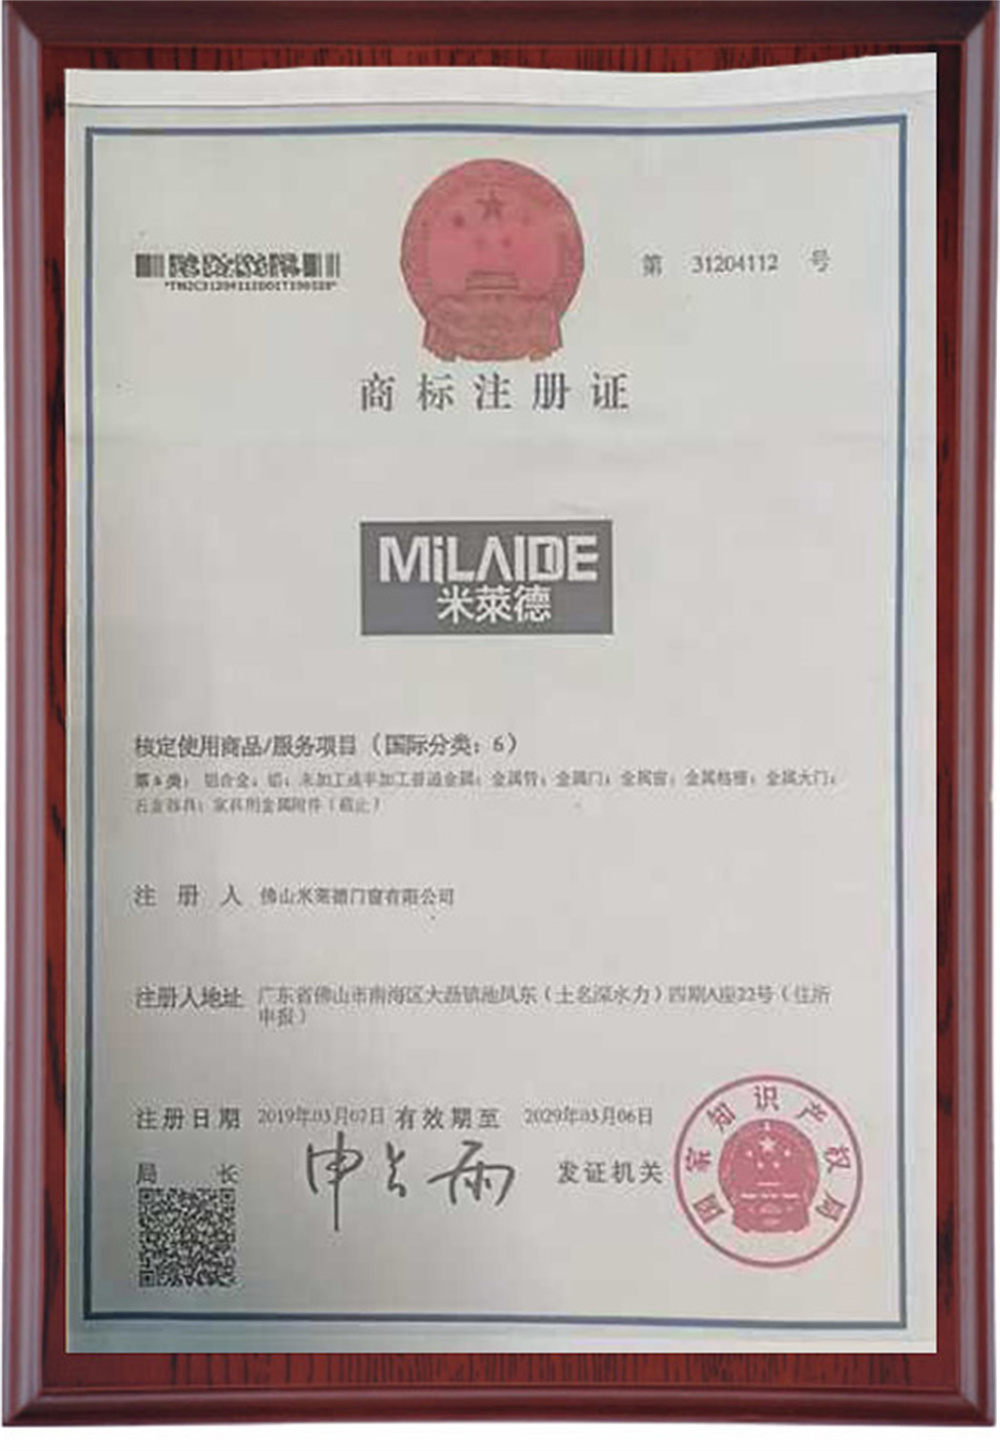 第 31204112 号
商标注册证
MiLAIDE
米萊德
核定使用商品/服务项目（国际分类：6）
第6类：铝合金；铝；未加工或半加工普通金属；金属管；金属门；金属窗；金属格栅；金属大门；
五金器具；家具用金属附件（截止）
注册人 佛山米莱德门窗有限公司
注册人地址 广东省佛山市南海区大沥镇池凤东（土名深水力）四期A座22号（住所
申报）
注册日期 2019年03月07日 有效期至 2029年03月06日
局长 申长雨 发证机关
国家知识产权局